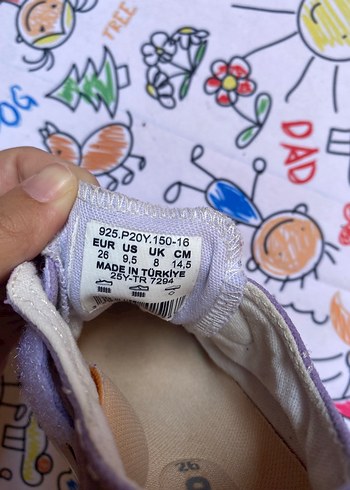 TREE
OG
DAD
925.P20Y.150-16
EUR US UK CM
26 9,5 8 14,5
MADE IN TÜRKİYE
25Y-TR 7294
26